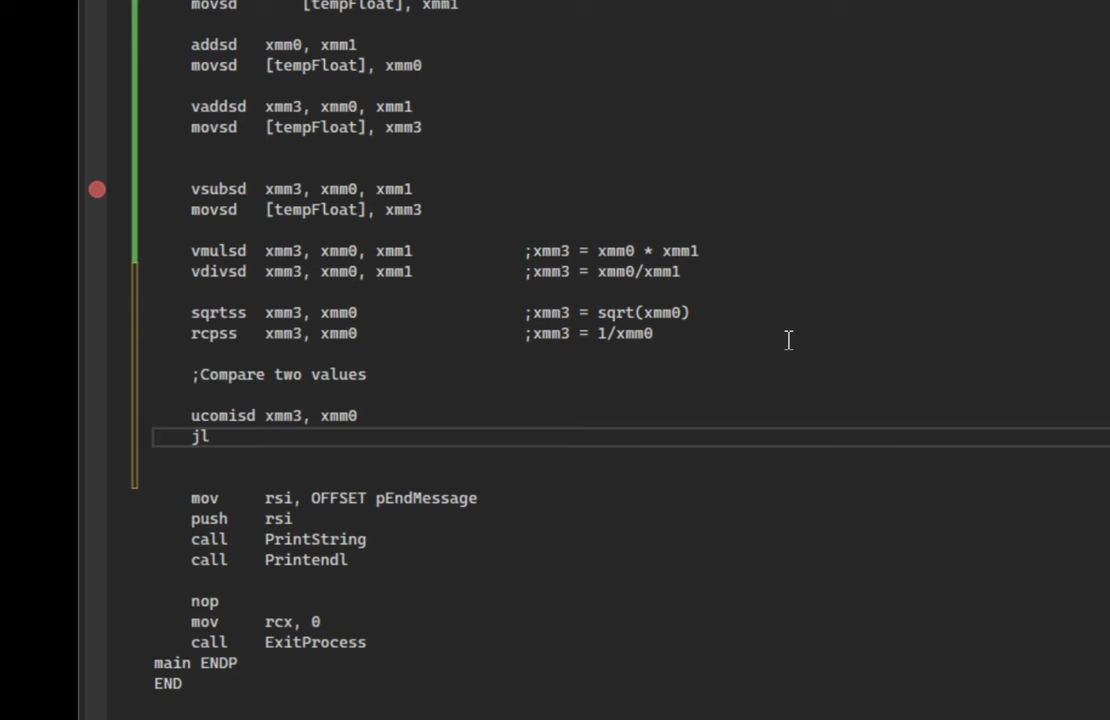 movsd    [tempFloat], xmm1
addsd   xmm0, xmm1
movsd   [tempFloat], xmm0
vaddsd  xmm3, xmm0, xmm1
movsd   [tempFloat], xmm3
vsubsd  xmm3, xmm0, xmm1
movsd   [tempFloat], xmm3
vmulsd  xmm3, xmm0, xmm1            ;xmm3 = xmm0 * xmm1
vdivsd  xmm3, xmm0, xmm1            ;xmm3 = xmm0/xmm1
sqrtss  xmm3, xmm0                  ;xmm3 = sqrt(xmm0)
rcpss   xmm3, xmm0                  ;xmm3 = 1/xmm0
;Compare two values
ucomisd xmm3, xmm0
jl
mov     rsi, OFFSET pEndMessage
push    rsi
call    PrintString
call    Printendl
nop
mov     rcx, 0
call    ExitProcess
main ENDP
END